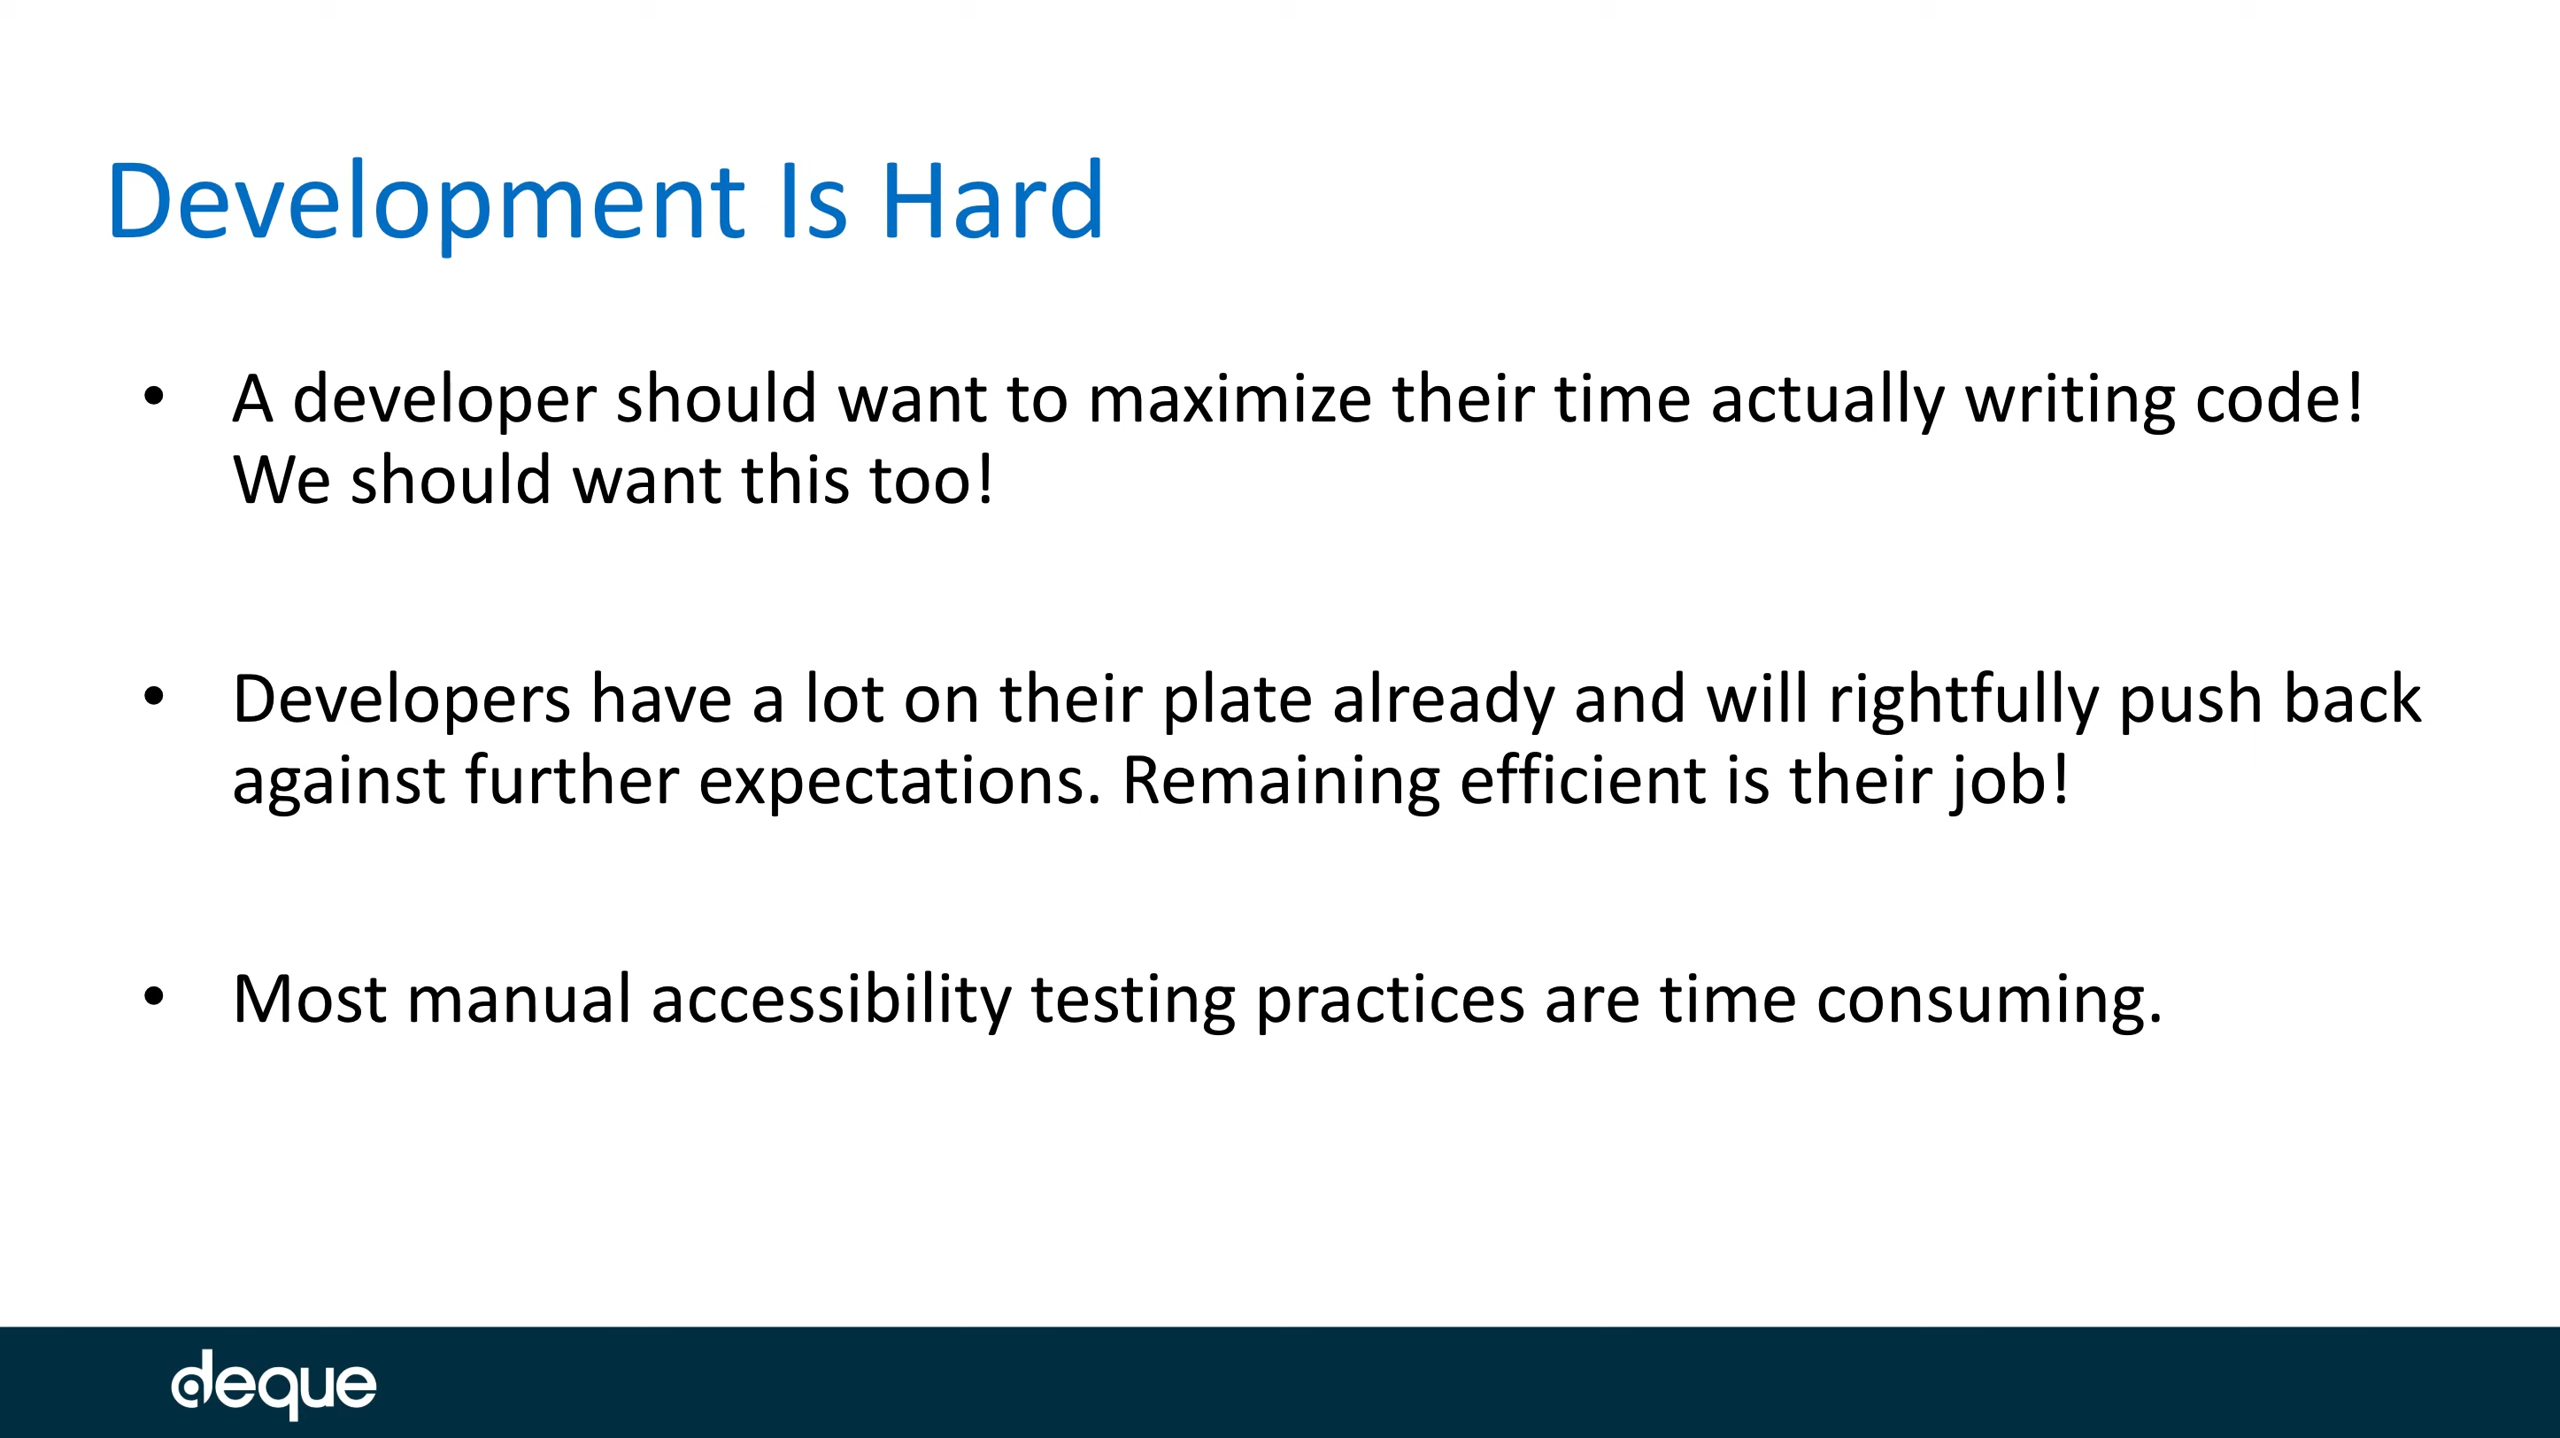 Development Is Hard
• A developer should want to maximize their time actually writing code!
We should want this too!
• Developers have a lot on their plate already and will rightfully push back
against further expectations. Remaining efficient is their job!
• Most manual accessibility testing practices are time consuming.
deque